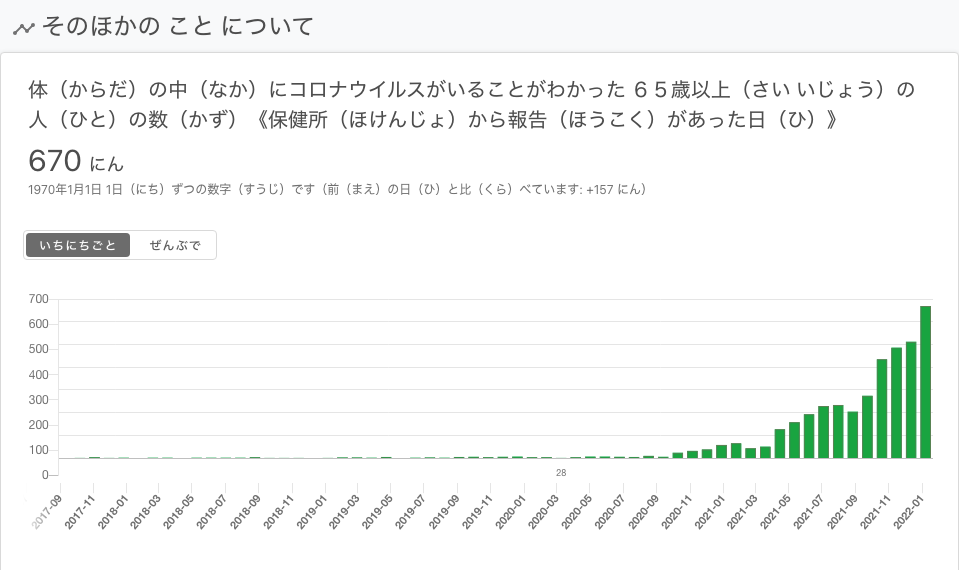 そのほかの こと について
体（からだ）の中（なか）にコロナウイルスがいることがわかった ６５歳以上（さい いじょう）の
人（ひと）の数（かず）《保健所（ほけんじょ）から報告（ほうこく）があった日（ひ）》
670 にん
1970年1月1日 1日（にち）ずつの数字（すうじ）です（前（まえ）の日（ひ）と比（くら）べています: +157 にん）
いちにちごと ぜんぶで
700
600
500
400
300
200
100
0
28
2017-09 2017-11 2018-01 2018-03 2018-05 2018-07 2018-09 2018-11 2019-01 2019-03 2019-05 2019-07 2019-09 2019-11 2020-01 2020-03 2020-05 2020-07 2020-09 2020-11 2021-01 2021-03 2021-05 2021-07 2021-09 2021-11 2022-01